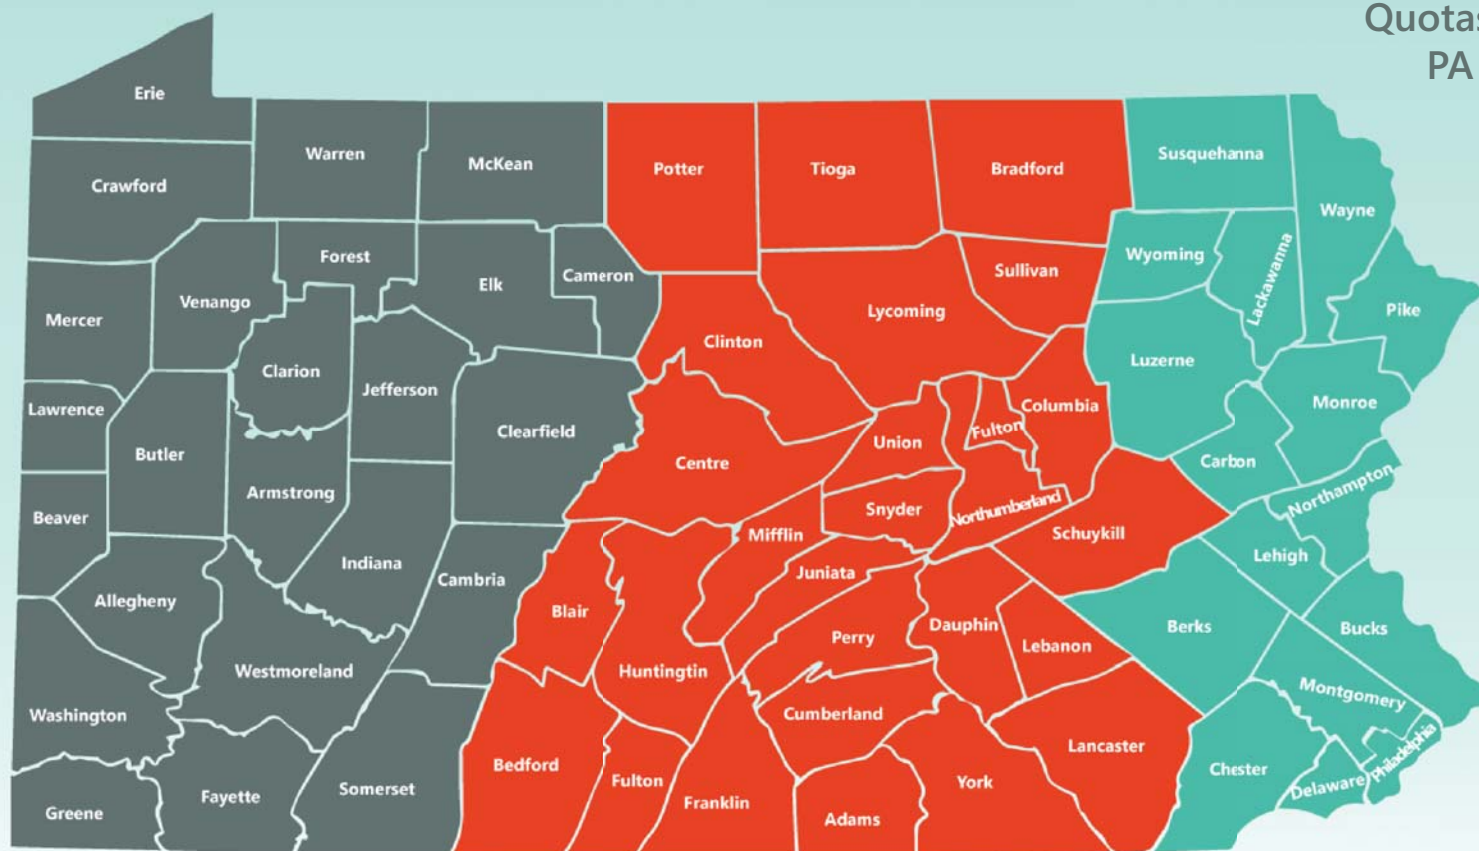 Quotas
PA
Erie
Warren
McKean
Potter
Tioga
Bradford
Susquehanna
Wayne
Crawford
Forest
Elk
Cameron
Sullivan
Wyoming
Lackawanna
Pike
Mercer
Venango
Clarion
Jefferson
Clinton
Lycoming
Luzerne
Monroe
Lawrence
Butler
Clearfield
Centre
Union
Fulton
Columbia
Carbon
Northampton
Beaver
Armstrong
Indiana
Cambria
Mifflin
Snyder
Northumberland
Schuykill
Lehigh
Allegheny
Westmoreland
Blair
Huntingtin
Juniata
Perry
Dauphin
Lebanon
Berks
Bucks
Washington
Cumberland
Lancaster
Montgomery
Greene
Fayette
Somerset
Bedford
Fulton
Franklin
Adams
York
Chester
Delaware
Philadelphia